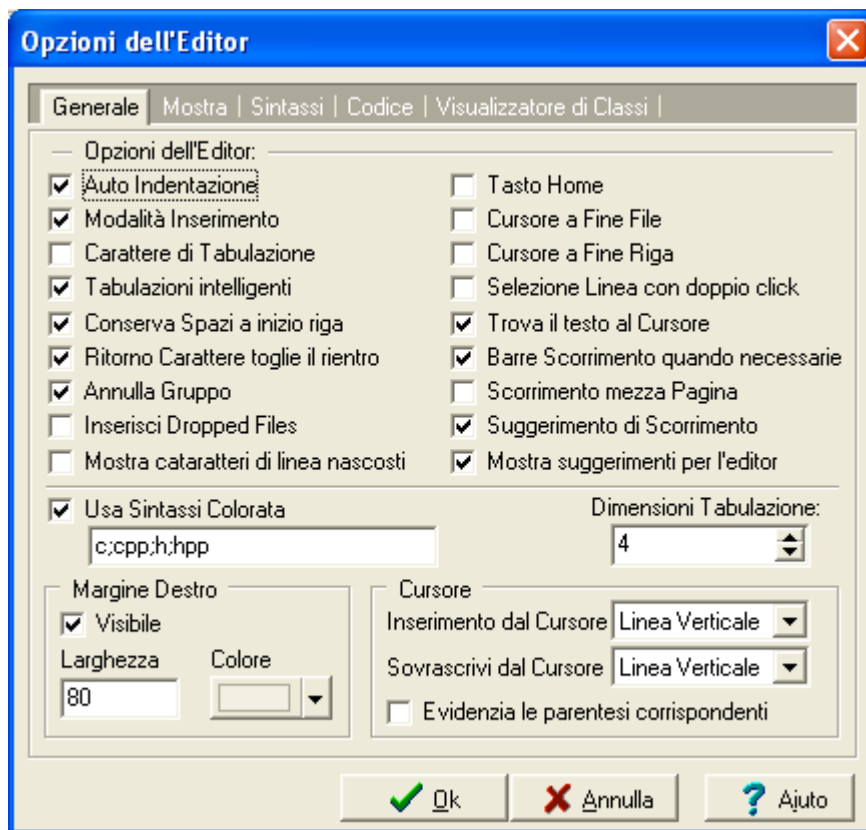 Opzioni dell'Editor
Generale | Mostra | Sintassi | Codice | Visualizzatore di Classi |
Opzioni dell'Editor:
Auto Indentazione
Modalità Inserimento
Carattere di Tabulazione
Tabulazioni intelligenti
Conserva Spazi a inizio riga
Ritorno Carattere toglie il rientro
Annulla Gruppo
Inserisci Dropped Files
Mostra cataratteri di linea nascosti
Tasto Home
Cursore a Fine File
Cursore a Fine Riga
Selezione Linea con doppio click
Trova il testo al Cursore
Barre Scorrimento quando necessarie
Scorrimento mezza Pagina
Suggerimento di Scorrimento
Mostra suggerimenti per l'editor
Usa Sintassi Colorata
c;cpp;h;hpp
Dimensioni Tabulazione:
4
Margine Destro
Visibile
Larghezza
80
Colore
Cursore
Inserimento dal Cursore Linea Verticale
Sovrascrivi dal Cursore Linea Verticale
Evidenzia le parentesi corrispondenti
Ok
Annulla
? Aiuto